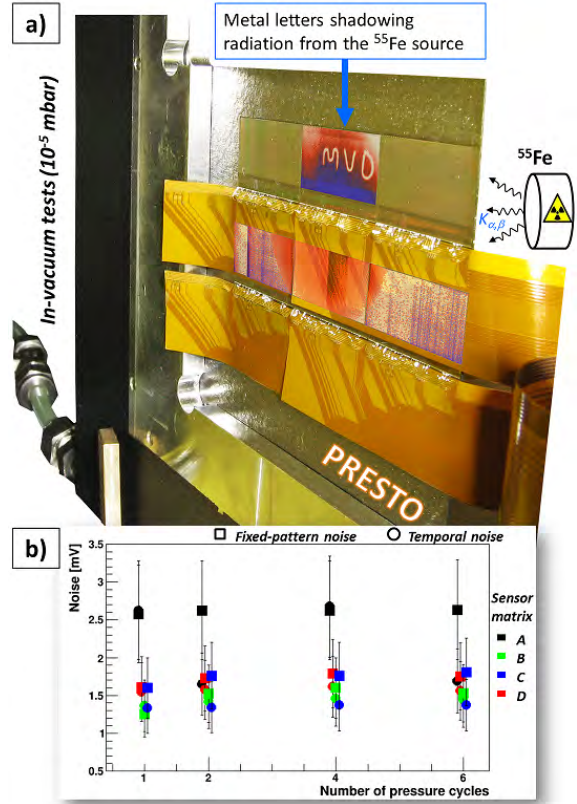 a)
Metal letters shadowing
radiation from the ⁵⁵Fe source
In-vacuum tests (10⁻⁵ mbar)
MVD
⁵⁵Fe
Kα,β
PRESTO
b)
Fixed-pattern noise
Temporal noise
Noise [mV]
3.5
3
2.5
2
1.5
1
0.5
Sensor
matrix
A
B
C
D
1
2
4
6
Number of pressure cycles